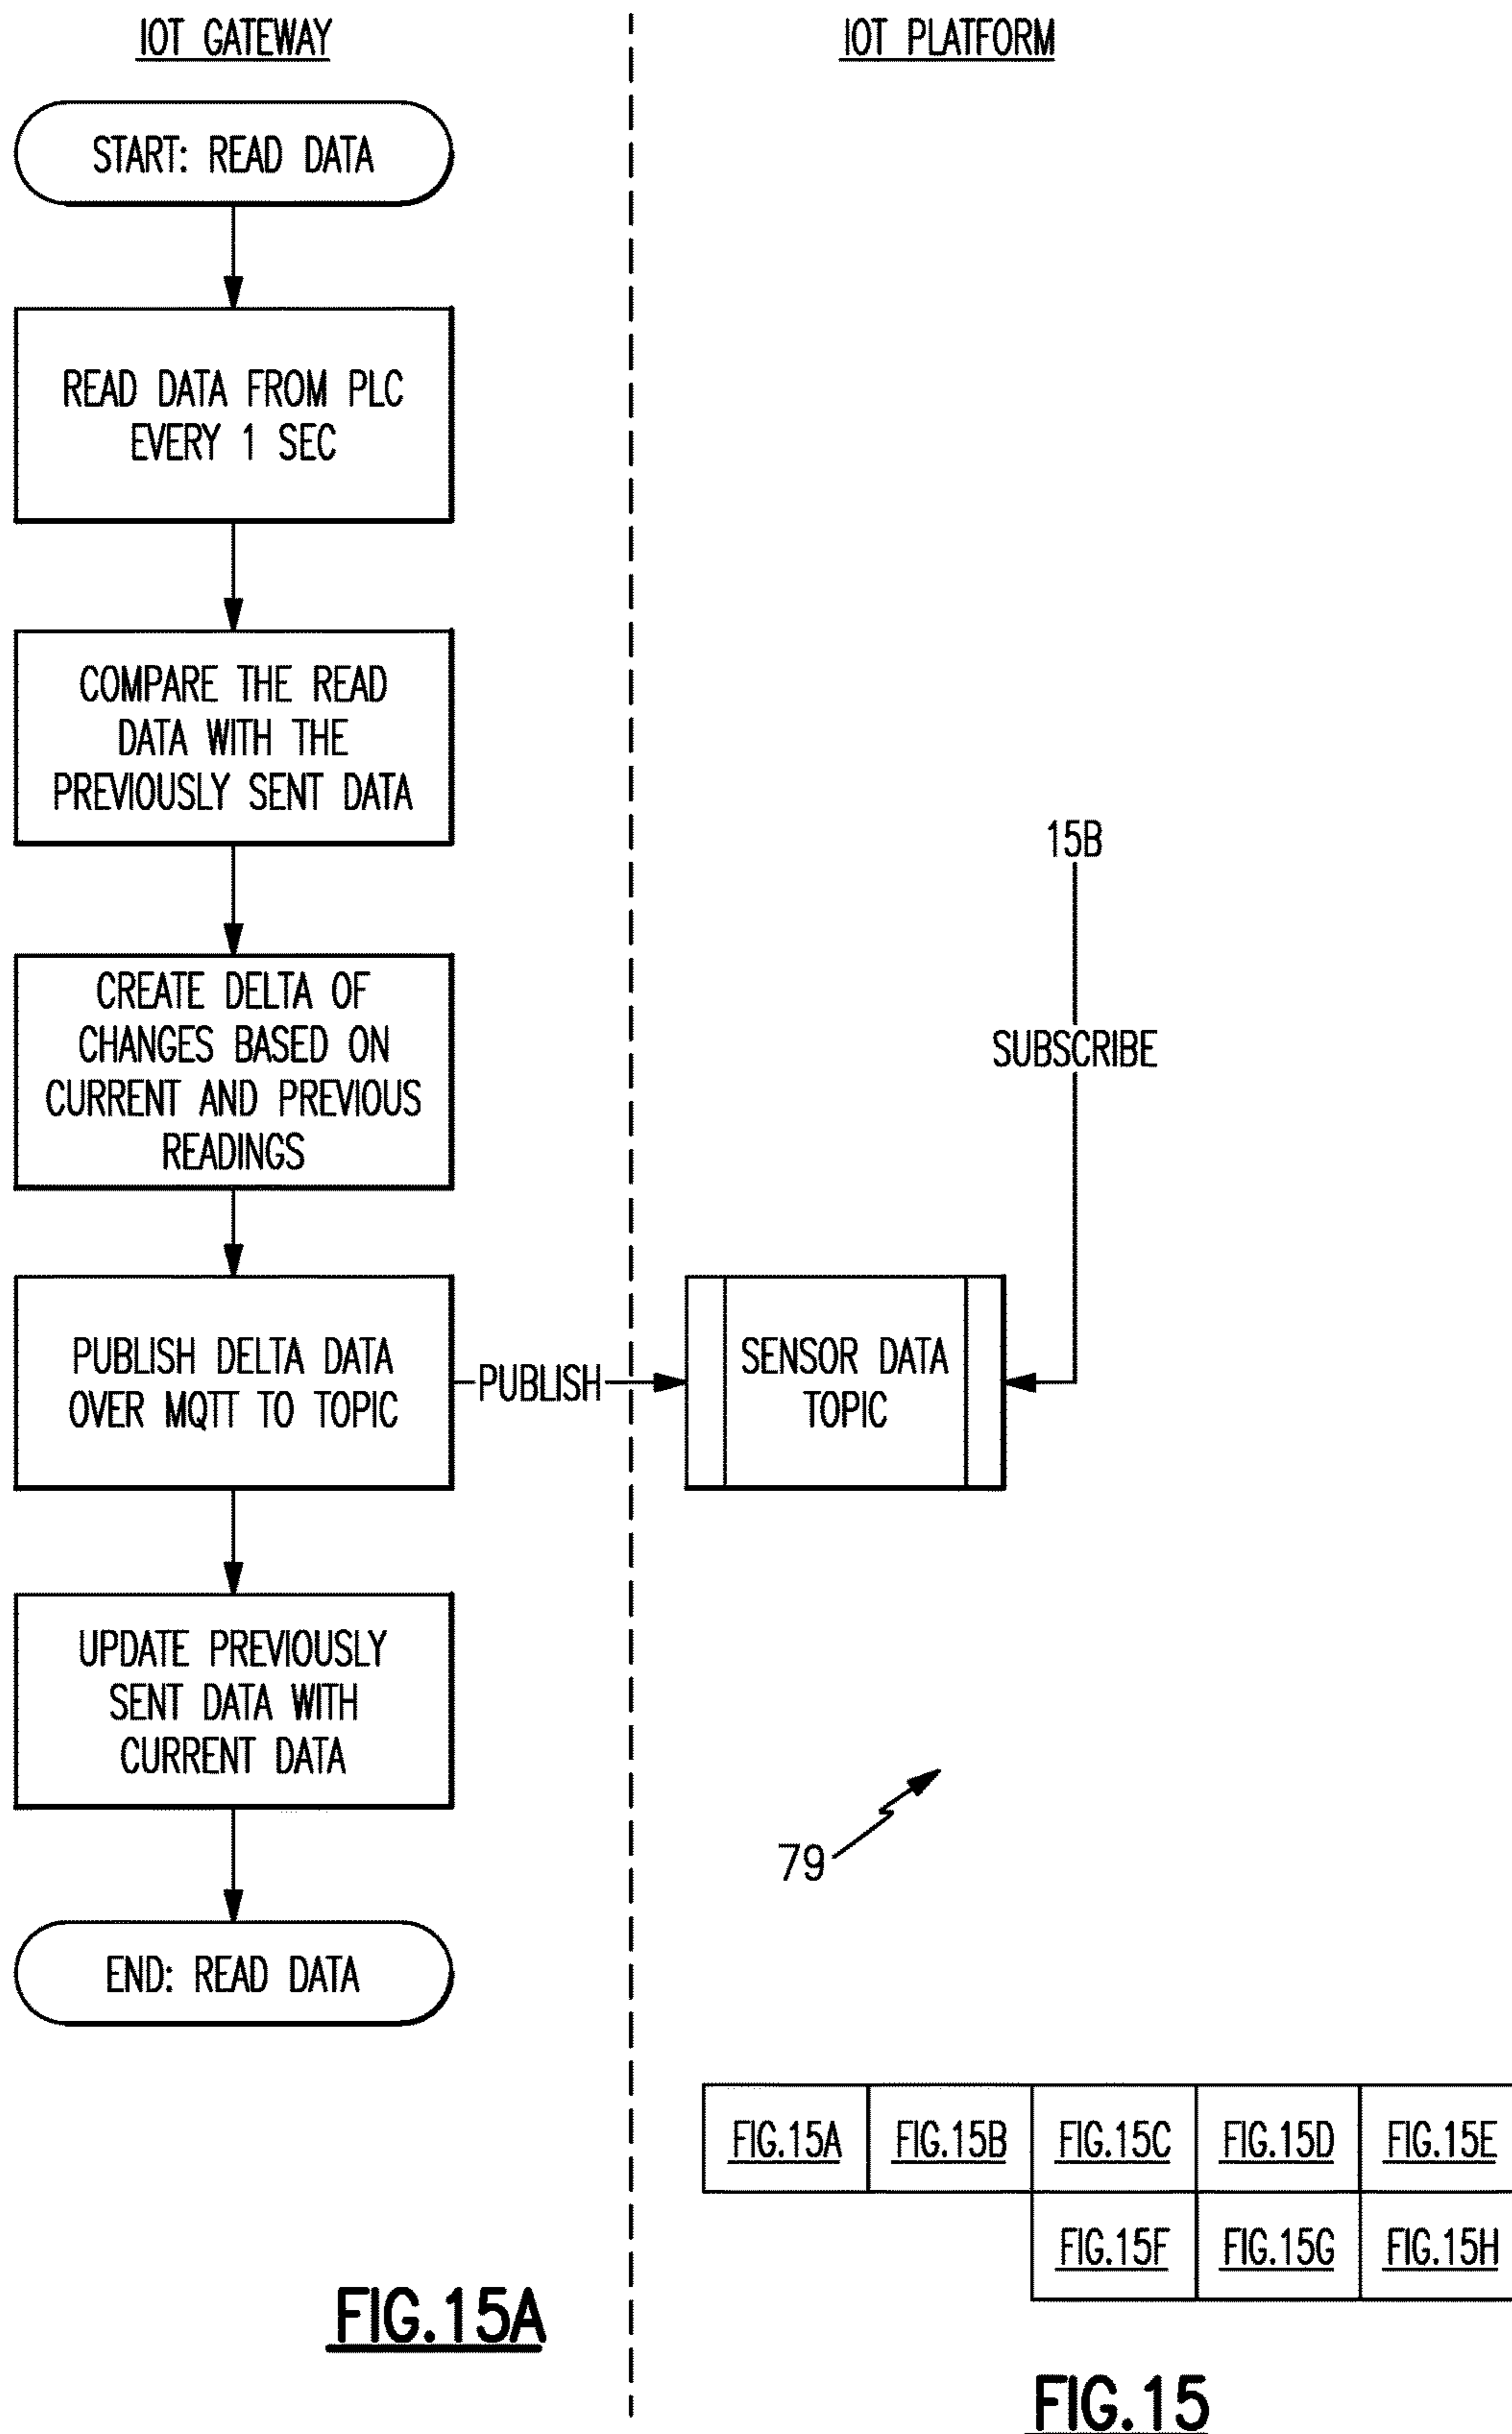 IOT GATEWAY
IOT PLATFORM
START: READ DATA
READ DATA FROM PLC
EVERY 1 SEC
COMPARE THE READ
DATA WITH THE
PREVIOUSLY SENT DATA
15B
CREATE DELTA OF
CHANGES BASED ON
CURRENT AND PREVIOUS
READINGS
SUBSCRIBE
PUBLISH DELTA DATA
OVER MQTT TO TOPIC
PUBLISH
SENSOR DATA
TOPIC
UPDATE PREVIOUSLY
SENT DATA WITH
CURRENT DATA
79
END: READ DATA
FIG.15A FIG.15B FIG.15C FIG.15D FIG.15E
FIG.15F FIG.15G FIG.15H
FIG.15A
FIG.15